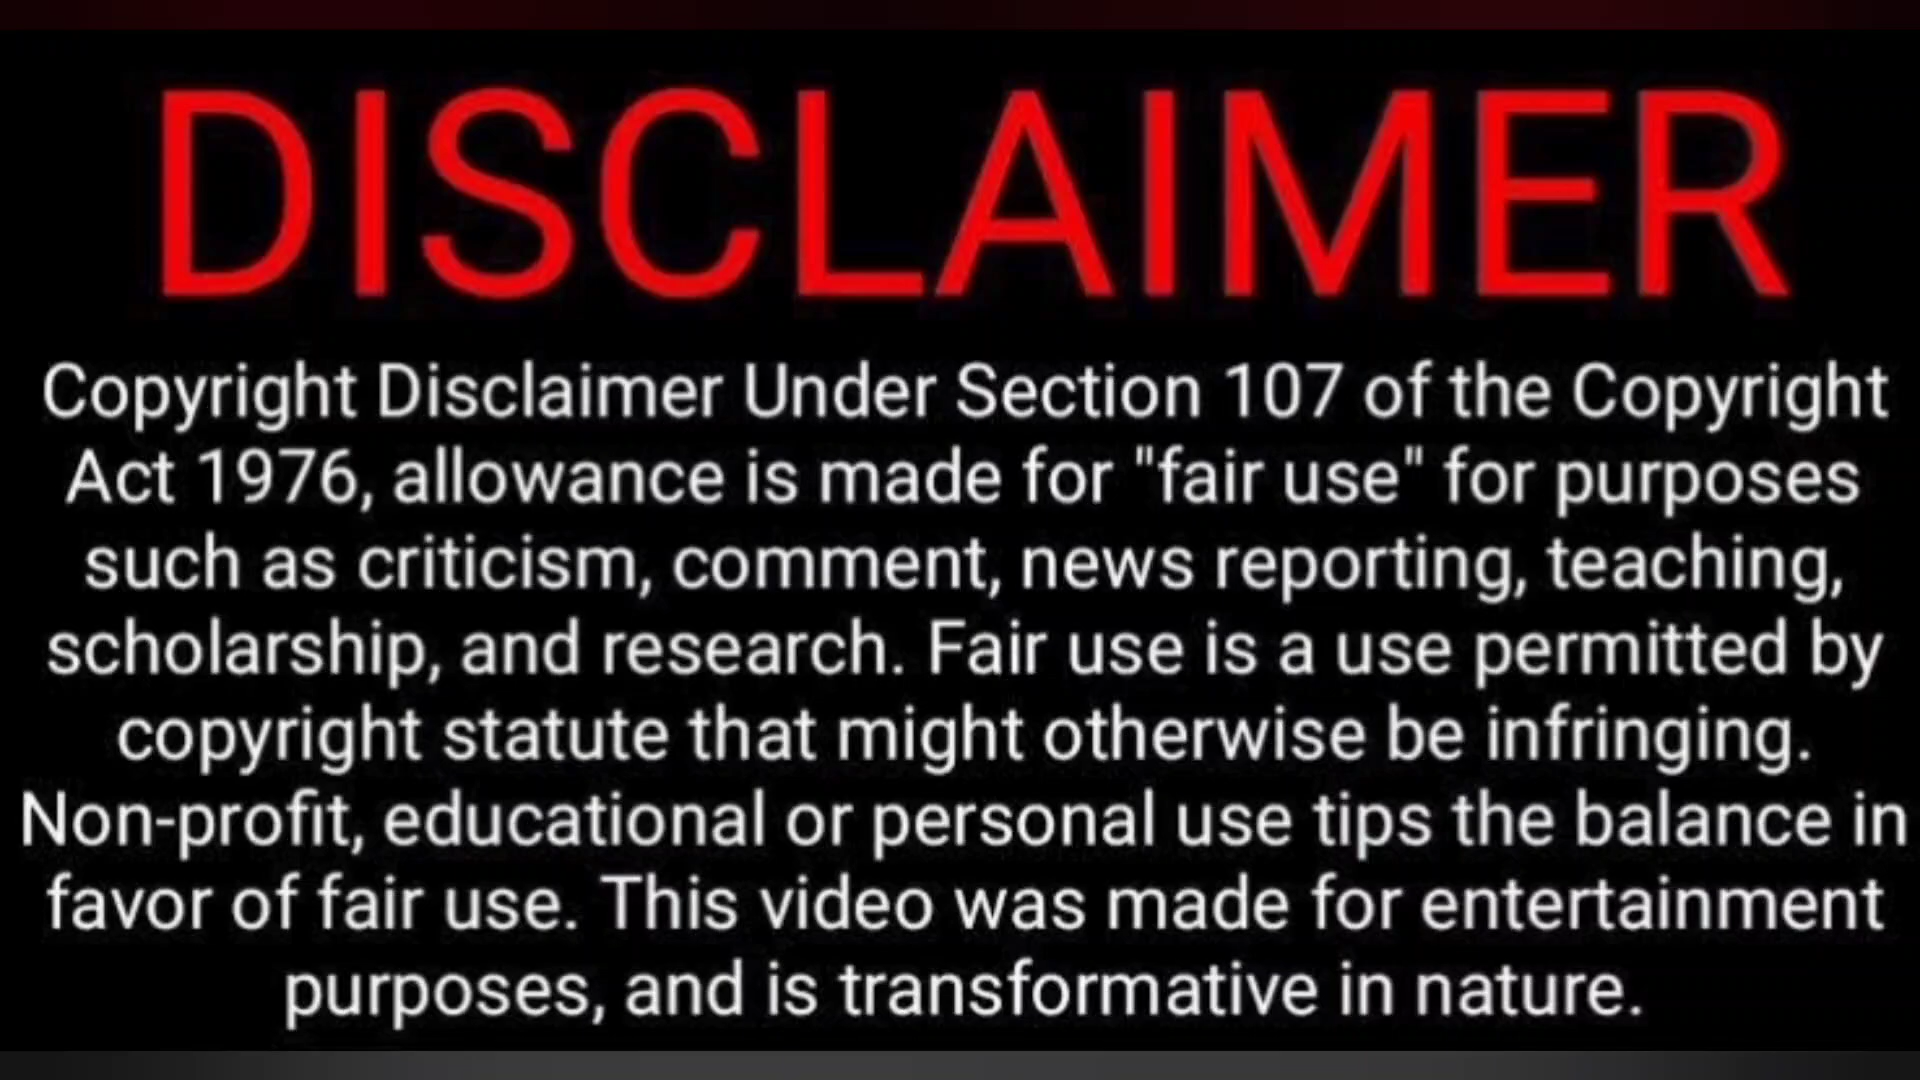 DISCLAIMER
Copyright Disclaimer Under Section 107 of the Copyright
Act 1976, allowance is made for "fair use" for purposes
such as criticism, comment, news reporting, teaching,
scholarship, and research. Fair use is a use permitted by
copyright statute that might otherwise be infringing.
Non-profit, educational or personal use tips the balance in
favor of fair use. This video was made for entertainment
purposes, and is transformative in nature.